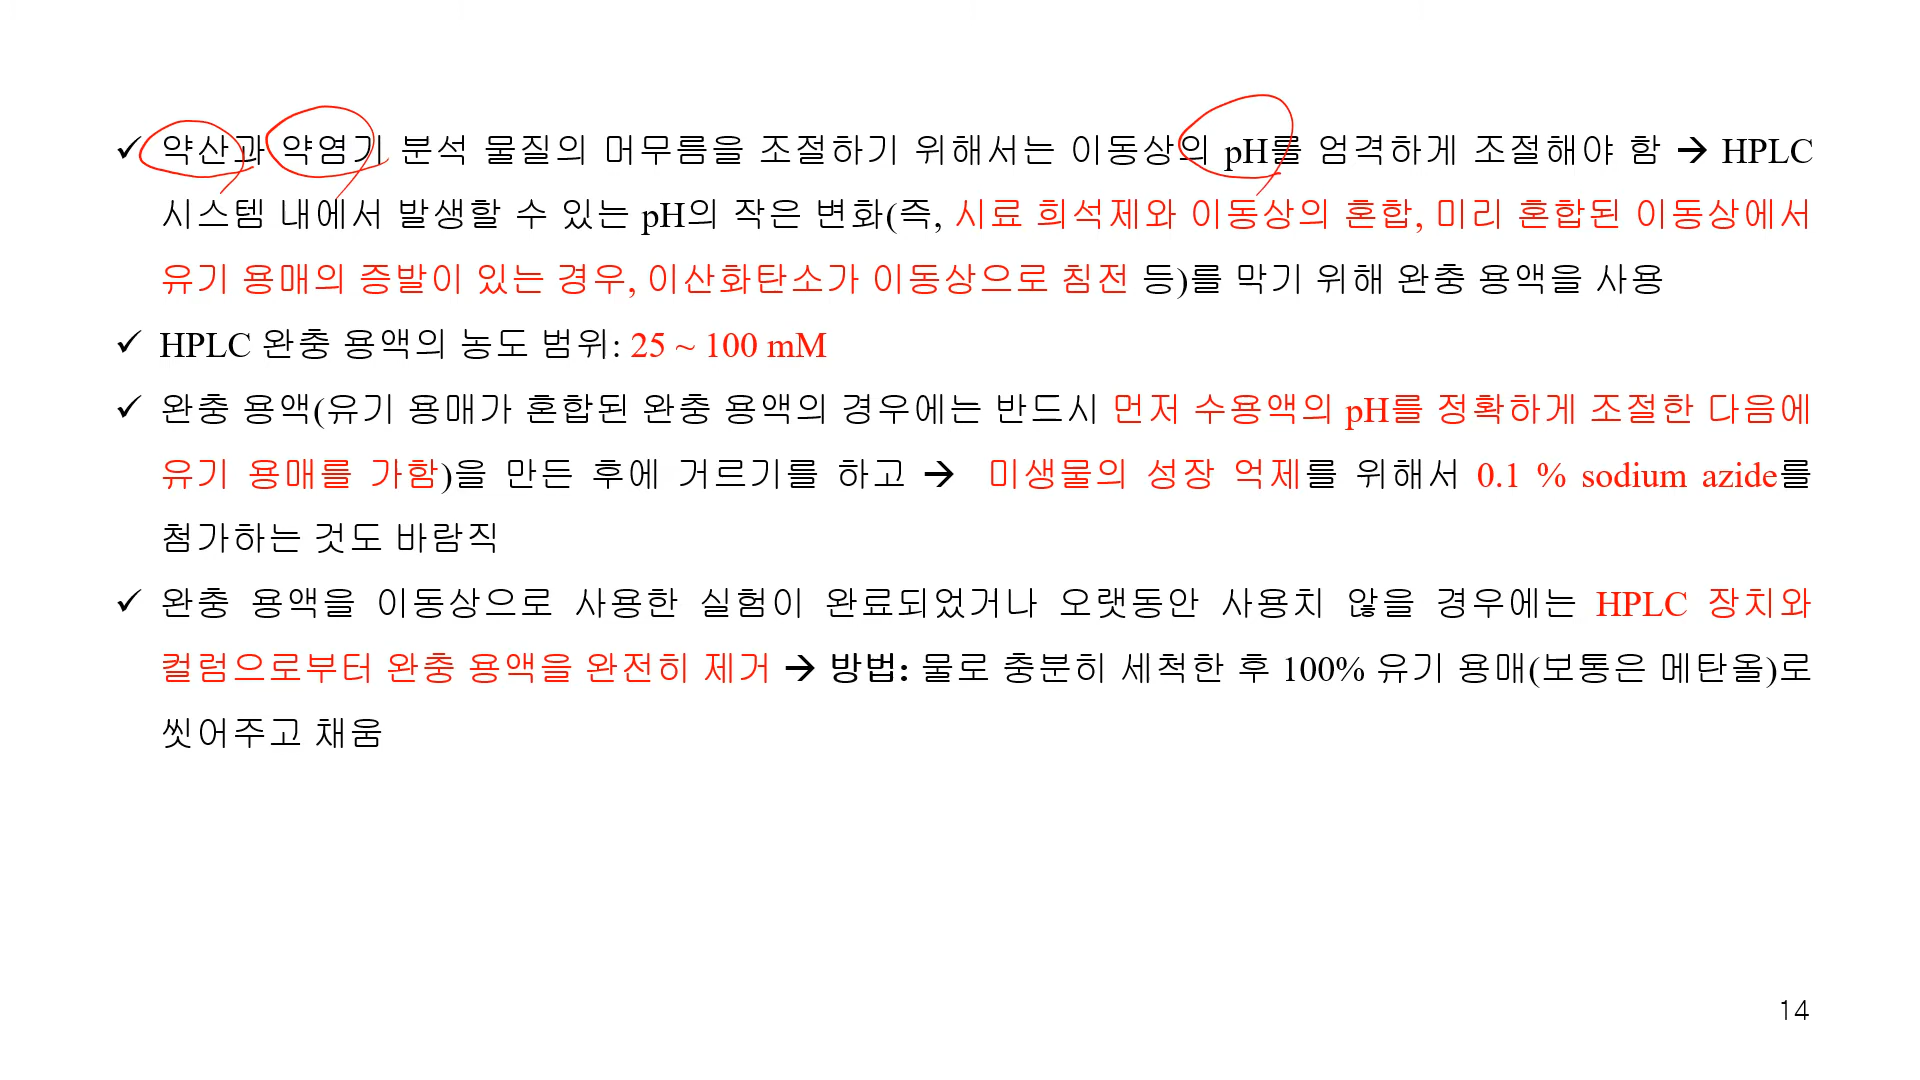 ✓ 약산과 약염기 분석 물질의 머무름을 조절하기 위해서는 이동상의 pH를 엄격하게 조절해야 함 → HPLC
시스템 내에서 발생할 수 있는 pH의 작은 변화(즉, 시료 희석제와 이동상의 혼합, 미리 혼합된 이동상에서
유기 용매의 증발이 있는 경우, 이산화탄소가 이동상으로 침전 등)를 막기 위해 완충 용액을 사용
✓ HPLC 완충 용액의 농도 범위: 25 ~ 100 mM
✓ 완충 용액(유기 용매가 혼합된 완충 용액의 경우에는 반드시 먼저 수용액의 pH를 정확하게 조절한 다음에
유기 용매를 가함)을 만든 후에 거르기를 하고 → 미생물의 성장 억제를 위해서 0.1 % sodium azide를
첨가하는 것도 바람직
✓ 완충 용액을 이동상으로 사용한 실험이 완료되었거나 오랫동안 사용치 않을 경우에는 HPLC 장치와
컬럼으로부터 완충 용액을 완전히 제거 → 방법: 물로 충분히 세척한 후 100% 유기 용매(보통은 메탄올)로
씻어주고 채움
14